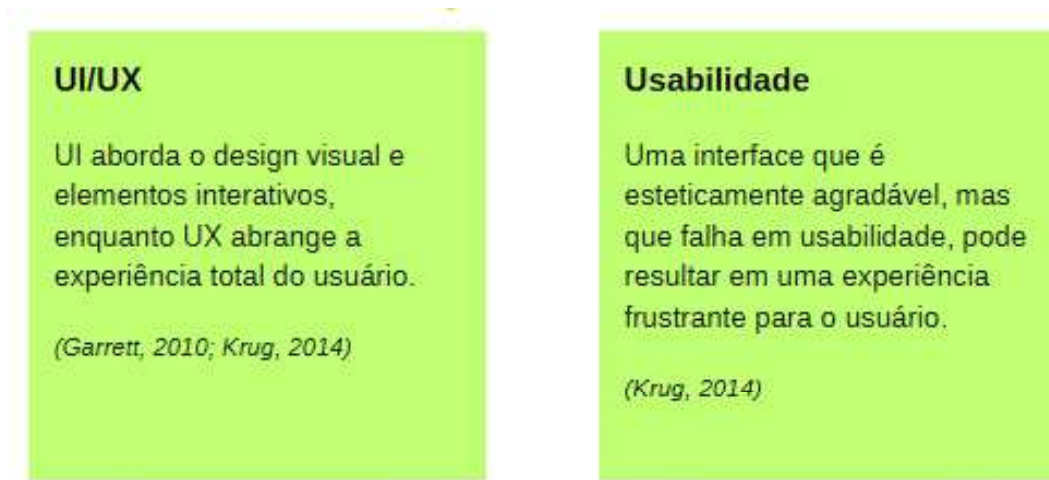 UI/UX
UI aborda o design visual e
elementos interativos,
enquanto UX abrange a
experiência total do usuário.
(Garrett, 2010; Krug, 2014)
Usabilidade
Uma interface que é
esteticamente agradável, mas
que falha em usabilidade, pode
resultar em uma experiência
frustrante para o usuário.
(Krug, 2014)